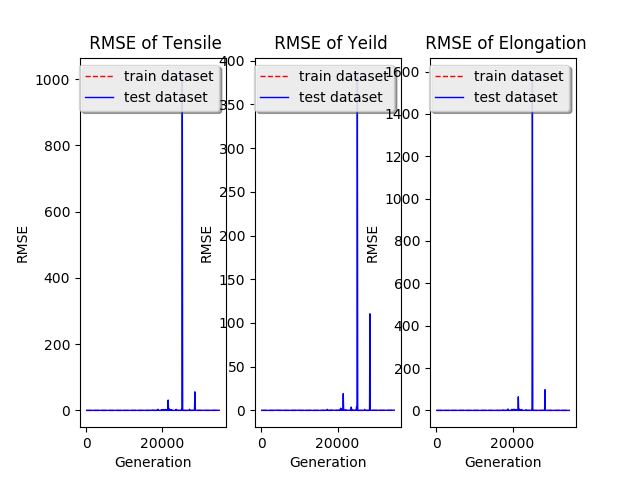 RMSE of Tensile
RMSE
1000
800
600
400
200
0
train dataset
test dataset
0
20000
Generation
RMSE of Yeild
RMSE
400
350
300
250
200
150
100
50
0
train dataset
test dataset
0
20000
Generation
RMSE of Elongation
RMSE
1600
1400
1200
1000
800
600
400
200
0
train dataset
test dataset
0
20000
Generation